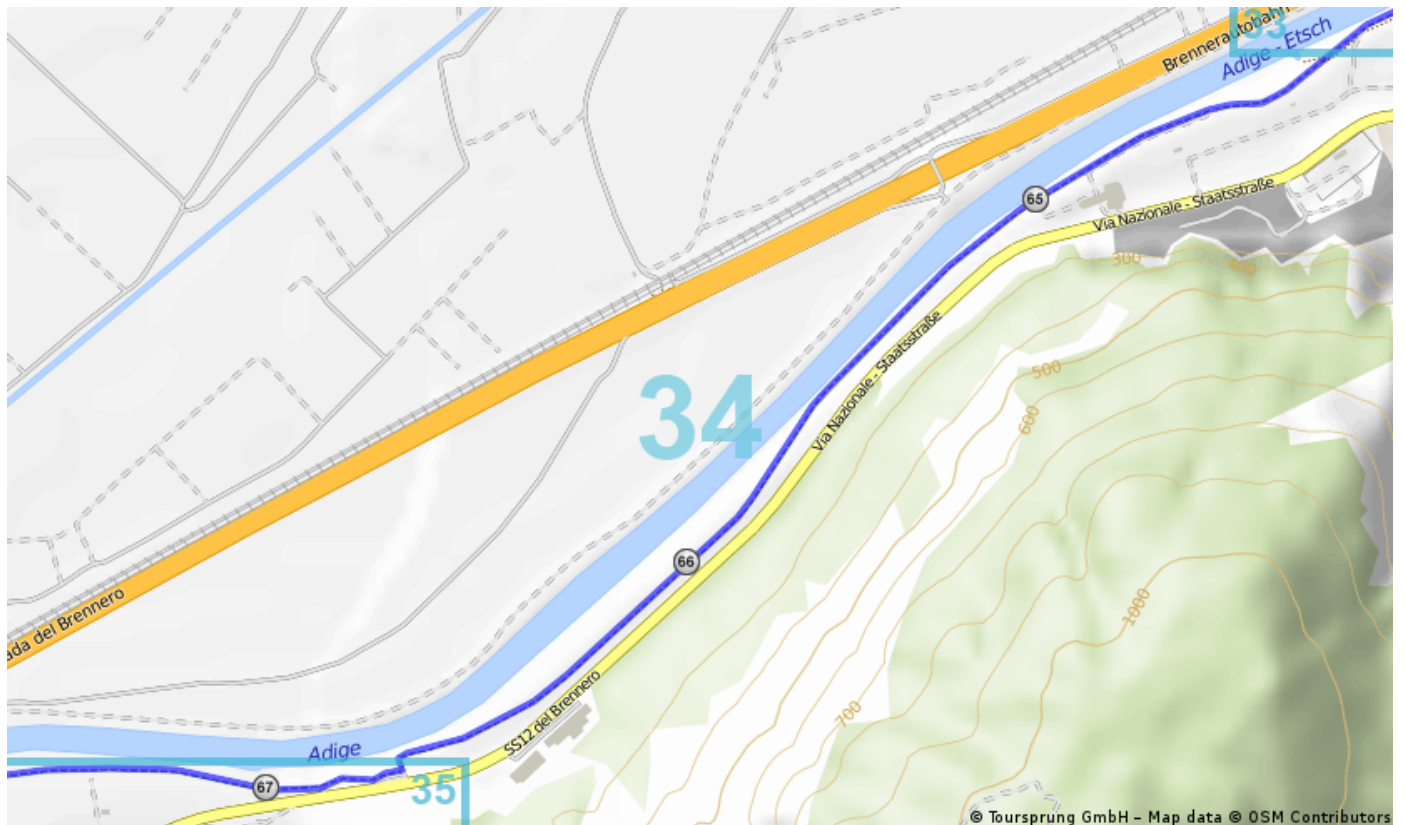 33
Brennerautobahn
Adige - Etsch
65
Via Nazionale - Staatsstraße
300
400
500
Via Nazionale - Staatsstraße
34
600
66
1000
ada del Brennero
SS12 del Brennero
700
Adige
67
35
© Toursprung GmbH – Map data © OSM Contributors